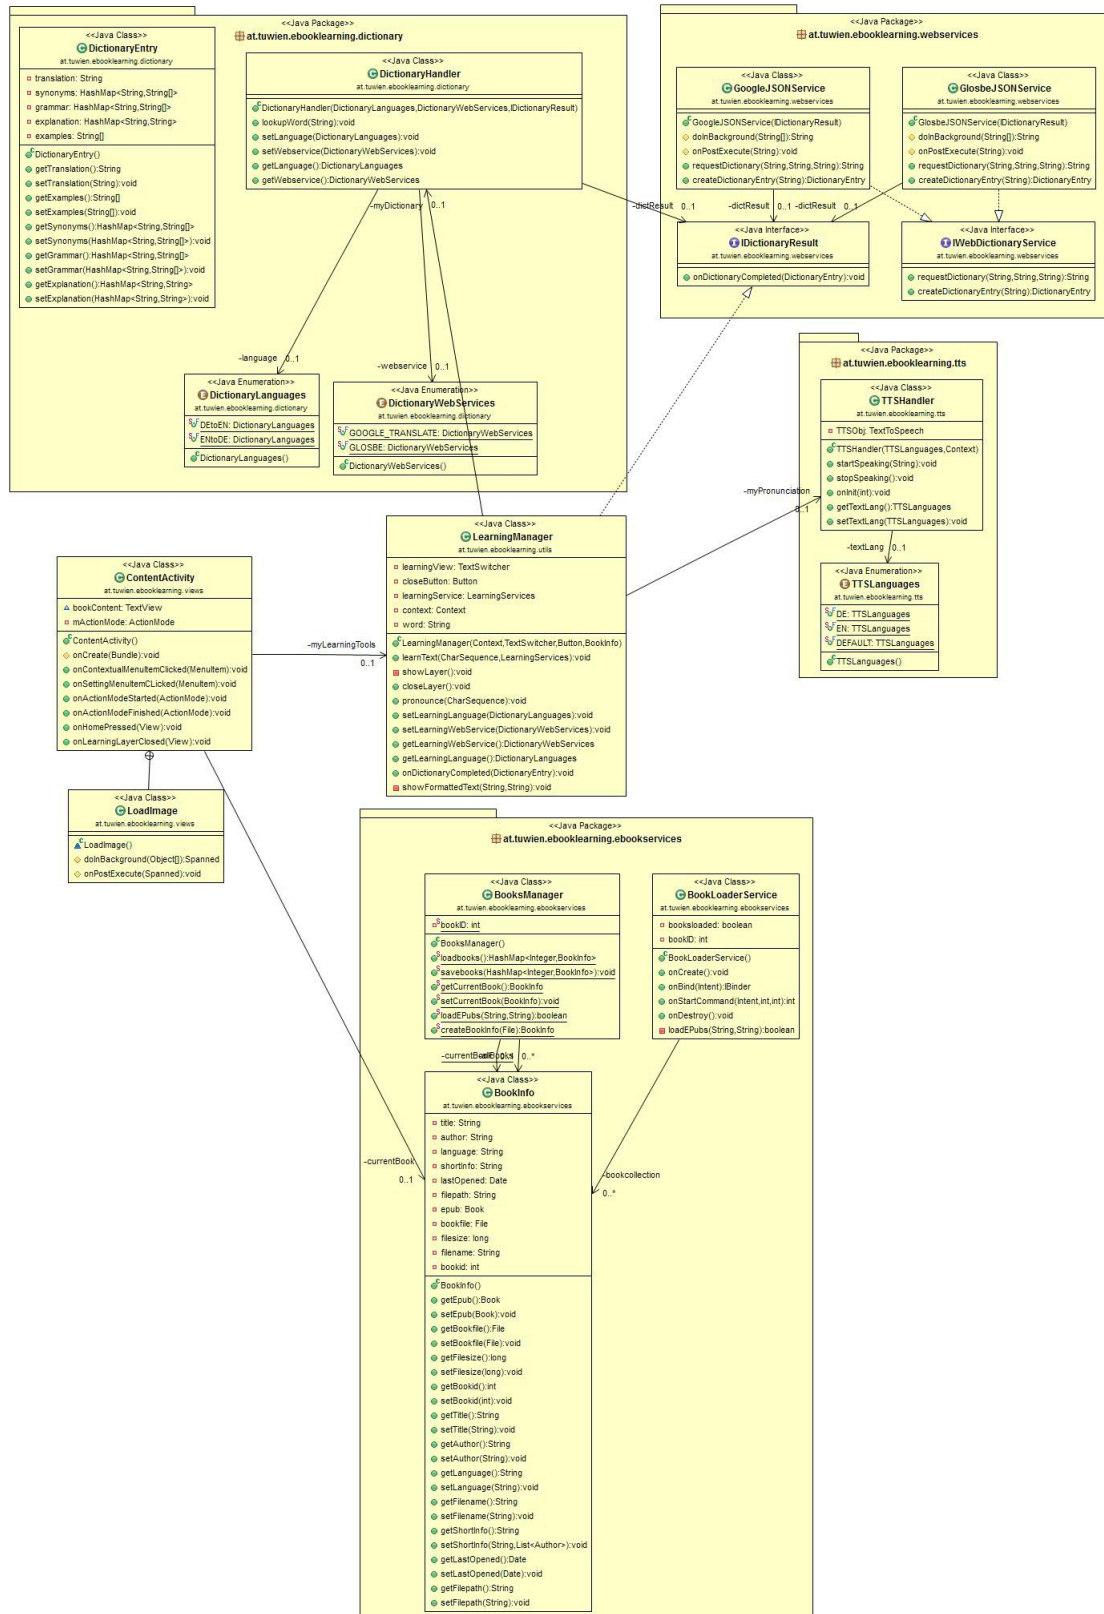 <<Java Package>>
at.tuwien.ebooklearning.dictionary
<<Java Class>>
DictionaryEntry
at.tuwien.ebooklearning.dictionary
translation: String
synonyms: HashMap<String,String[]>
grammar: HashMap<String,String[]>
explanation: HashMap<String,String>
examples: String[]
DictionaryEntry()
getTranslation():String
setTranslation(String):void
getExamples():String[]
setExamples(String[]):void
getSynonyms():HashMap<String,String[]>
setSynonyms(HashMap<String,String[]>):void
getGrammar():HashMap<String,String[]>
setGrammar(HashMap<String,String[]>):void
getExplanation():HashMap<String,String>
setExplanation(HashMap<String,String>):void
<<Java Class>>
DictionaryHandler
at.tuwien.ebooklearning.dictionary
DictionaryHandler(DictionaryLanguages,DictionaryWebServices,IDictionaryResult)
lookupWord(String):void
setLanguage(DictionaryLanguages):void
setWebservice(DictionaryWebServices):void
getLanguage():DictionaryLanguages
getWebservice():DictionaryWebServices
-myDictionary 0..1
-language 0..1
-webservice 0..1
<<Java Enumeration>>
DictionaryLanguages
at.tuwien.ebooklearning.dictionary
DEtoEN: DictionaryLanguages
ENtoDE: DictionaryLanguages
DictionaryLanguages()
<<Java Enumeration>>
DictionaryWebServices
at.tuwien.ebooklearning.dictionary
GOOGLE_TRANSLATE: DictionaryWebServices
GLOSBE: DictionaryWebServices
DictionaryWebServices()
<<Java Package>>
at.tuwien.ebooklearning.webservices
<<Java Class>>
GoogleJSONService
at.tuwien.ebooklearning.webservices
GoogleJSONService(IDictionaryResult)
doInBackground(String[]):String
onPostExecute(String):void
requestDictionary(String,String,String):String
createDictionaryEntry(String):DictionaryEntry
<<Java Class>>
GlosbeJSONService
at.tuwien.ebooklearning.webservices
GlosbeJSONService(IDictionaryResult)
doInBackground(String[]):String
onPostExecute(String):void
requestDictionary(String,String,String):String
createDictionaryEntry(String):DictionaryEntry
-dictResult 0..1 -dictResult 0..1 -dictResult 0..1
<<Java Interface>>
IDictionaryResult
at.tuwien.ebooklearning.webservices
onDictionaryCompleted(DictionaryEntry):void
<<Java Interface>>
IWebDictionaryService
at.tuwien.ebooklearning.webservices
requestDictionary(String,String,String):String
createDictionaryEntry(String):DictionaryEntry
<<Java Package>>
at.tuwien.ebooklearning.tts
<<Java Class>>
TTSHandler
at.tuwien.ebooklearning.tts
TTSObj: TextToSpeech
TTSHandler(TTSLanguages,Context)
startSpeaking(String):void
stopSpeaking():void
onInit(int):void
getTextLang():TTSLanguages
setTextLang(TTSLanguages):void
-myPronunciation
0..1
-textLang 0..1
<<Java Enumeration>>
TTSLanguages
at.tuwien.ebooklearning.tts
DE: TTSLanguages
EN: TTSLanguages
DEFAULT: TTSLanguages
TTSLanguages()
<<Java Class>>
ContentActivity
at.tuwien.ebooklearning.views
bookContent: TextView
mActionMode: ActionMode
ContentActivity()
onCreate(Bundle):void
onContextualMenuItemClicked(MenuItem):void
onSettingMenuItemCLicked(MenuItem):void
onActionModeStarted(ActionMode):void
onActionModeFinished(ActionMode):void
onHomePressed(View):void
onLearningLayerClosed(View):void
-myLearningTools
0..1
<<Java Class>>
LearningManager
at.tuwien.ebooklearning.utils
learningView: TextSwitcher
closeButton: Button
learningService: LearningServices
context: Context
word: String
LearningManager(Context,TextSwitcher,Button,BookInfo)
learnText(CharSequence,LearningServices):void
showLayer():void
closeLayer():void
pronounce(CharSequence):void
setLearningLanguage(DictionaryLanguages):void
setLearningWebService(DictionaryWebServices):void
getLearningWebService():DictionaryWebServices
getLearningLanguage():DictionaryLanguages
onDictionaryCompleted(DictionaryEntry):void
showFormattedText(String,String):void
<<Java Class>>
LoadImage
at.tuwien.ebooklearning.views
LoadImage()
doInBackground(Object[]):Spanned
onPostExecute(Spanned):void
<<Java Package>>
at.tuwien.ebooklearning.ebookservices
<<Java Class>>
BooksManager
at.tuwien.ebooklearning.ebookservices
bookID: int
BooksManager()
loadbooks():HashMap<Integer,BookInfo>
savebooks(HashMap<Integer,BookInfo>):void
getCurrentBook():BookInfo
setCurrentBook(BookInfo):void
loadEPubs(String,String):boolean
createBookInfo(File):BookInfo
<<Java Class>>
BookLoaderService
at.tuwien.ebooklearning.ebookservices
booksloaded: boolean
bookID: int
BookLoaderService()
onCreate():void
onBind(Intent):IBinder
onStartCommand(Intent,int,int):int
onDestroy():void
loadEPubs(String,String):boolean
0..*
<<Java Class>>
BookInfo
at.tuwien.ebooklearning.ebookservices
title: String
author: String
language: String
shortInfo: String
lastOpened: Date
filepath: String
epub: Book
bookfile: File
filesize: long
filename: String
bookid: int
-currentBook
0..1
-bookcollection
0..*
BookInfo()
getEpub():Book
setEpub(Book):void
getBookfile():File
setBookfile(File):void
getFilesize():long
setFilesize(long):void
getBookid():int
setBookid(int):void
getTitle():String
setTitle(String):void
getAuthor():String
setAuthor(String):void
getLanguage():String
setLanguage(String):void
getFilename():String
setFilename(String):void
getShortInfo():String
setShortInfo(String,List<Author>):void
getLastOpened():Date
setLastOpened(Date):void
getFilepath():String
setFilepath(String):void